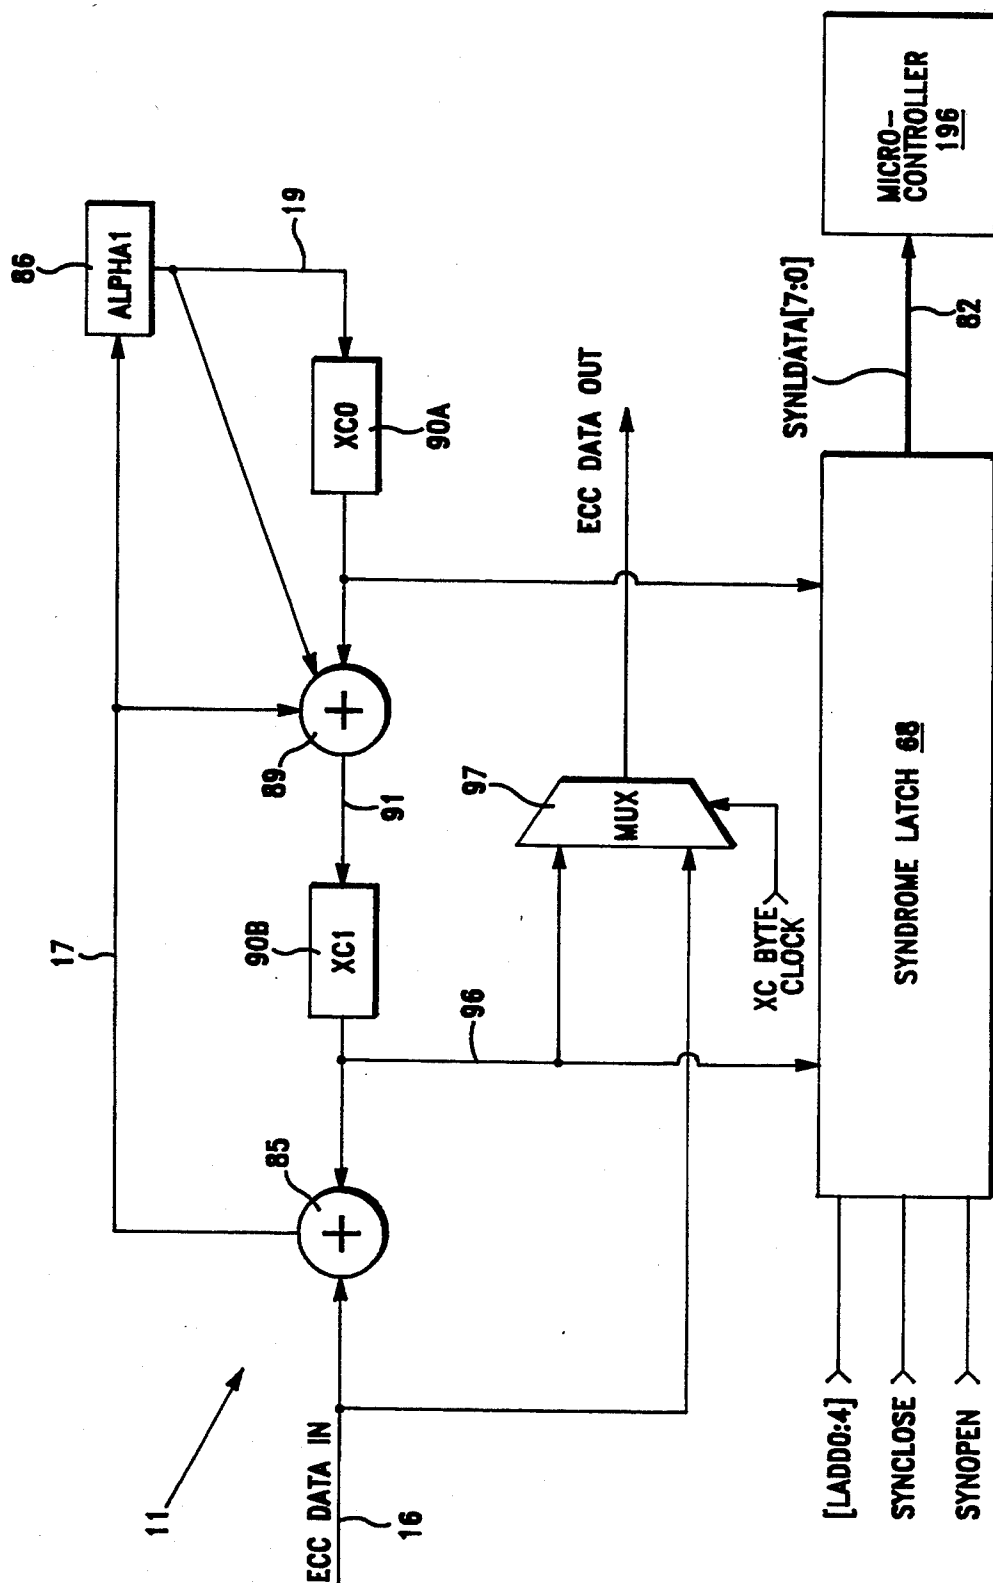 11
ECC DATA IN
16
17
85
+
96
90B
XC1
91
89
+
86
ALPHA1
19
XC0
90A
97
MUX
ECC DATA OUT
XC BYTE
CLOCK
[LADD0:4]
SYNCLOSE
SYNOPEN
SYNDROME LATCH 68
SYNLDATA[7:0]
82
MICRO-
CONTROLLER
196